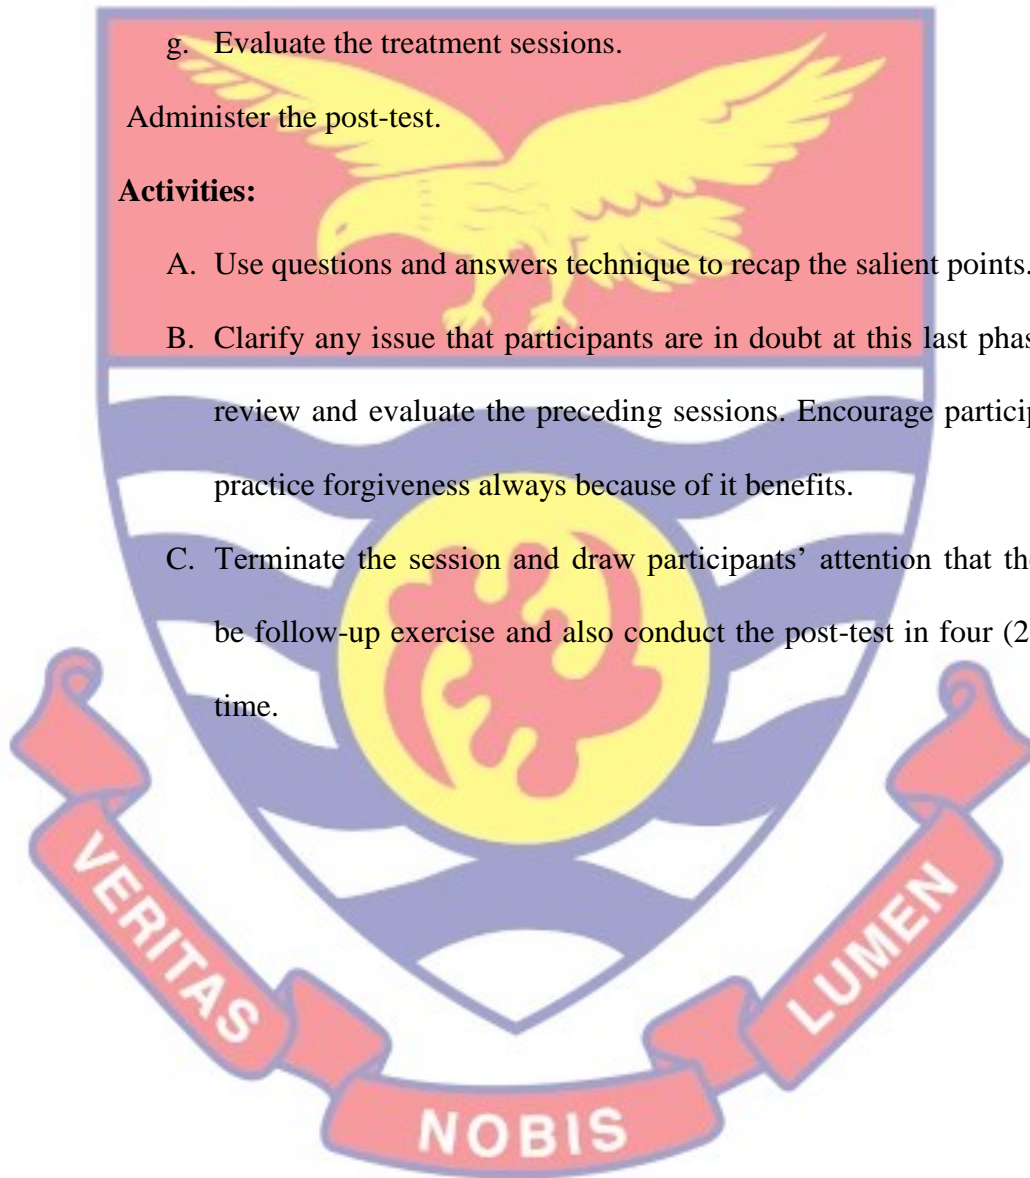 g. Evaluate the treatment sessions.
Administer the post-test.
Activities:
A. Use questions and answers technique to recap the salient points.
B. Clarify any issue that participants are in doubt at this last phas
review and evaluate the preceding sessions. Encourage particip
practice forgiveness always because of it benefits.
C. Terminate the session and draw participants’ attention that the
be follow-up exercise and also conduct the post-test in four (2
time.
VERITAS
NOBIS
LUMEN